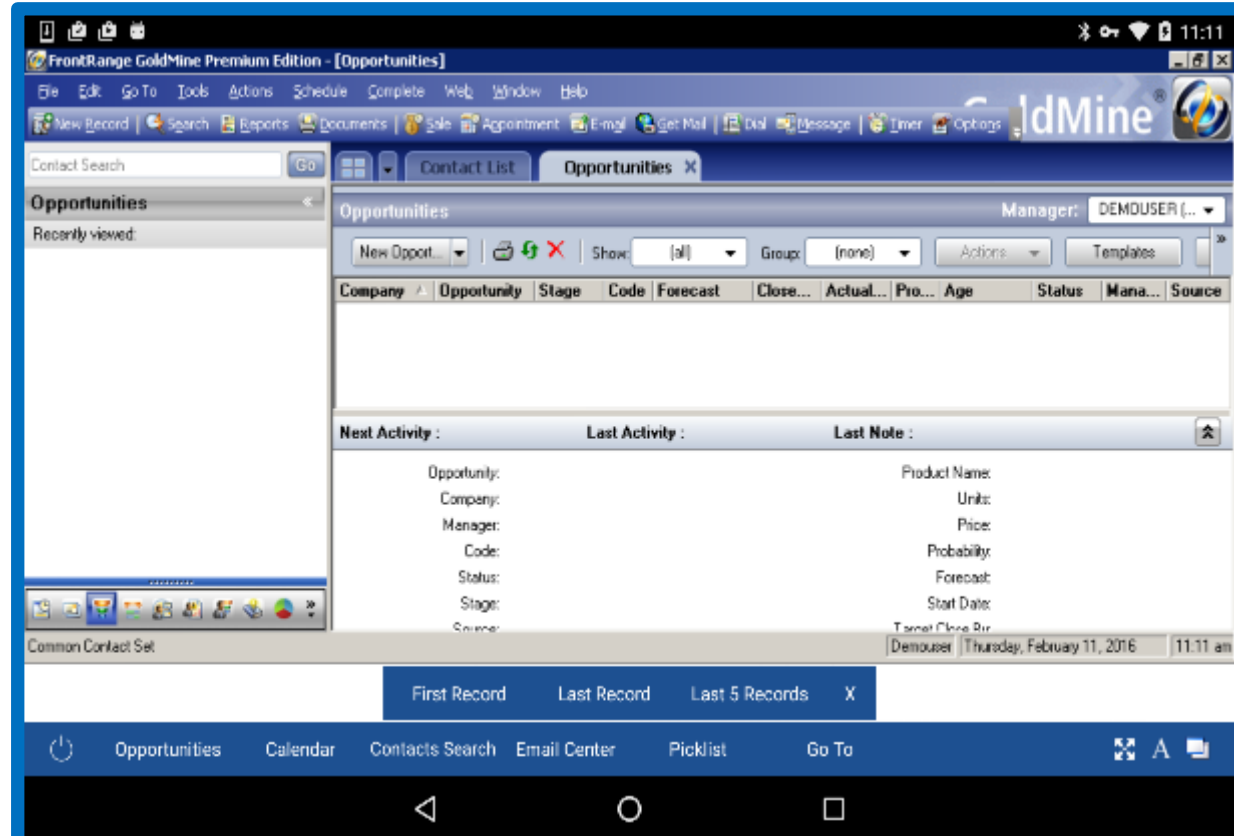 11:11
FrontRange GoldMine Premium Edition - [Opportunities]
File Edit Go To Tools Actions Schedule Complete Web Window Help
New Record Search Reports Documents Sale Appointment E-mail Get Mail Dial Message Timer Options
ldMine®
Contact Search Go Contact List Opportunities
Opportunities
Recently viewed:
Opportunities Manager: DEMOUSER (...
New Opport... Show: (all) Group: (none) Actions Templates
Company Opportunity Stage Code Forecast Close... Actual... Pro... Age Status Mana... Source
Next Activity : Last Activity : Last Note :
Opportunity: Product Name:
Company: Units:
Manager: Price:
Code: Probability:
Status: Forecast:
Stage: Start Date:
Source:
Common Contact Set Demouser Thursday, February 11, 2016 11:11 am
First Record Last Record Last 5 Records X
Opportunities Calendar Contacts Search Email Center Picklist Go To A